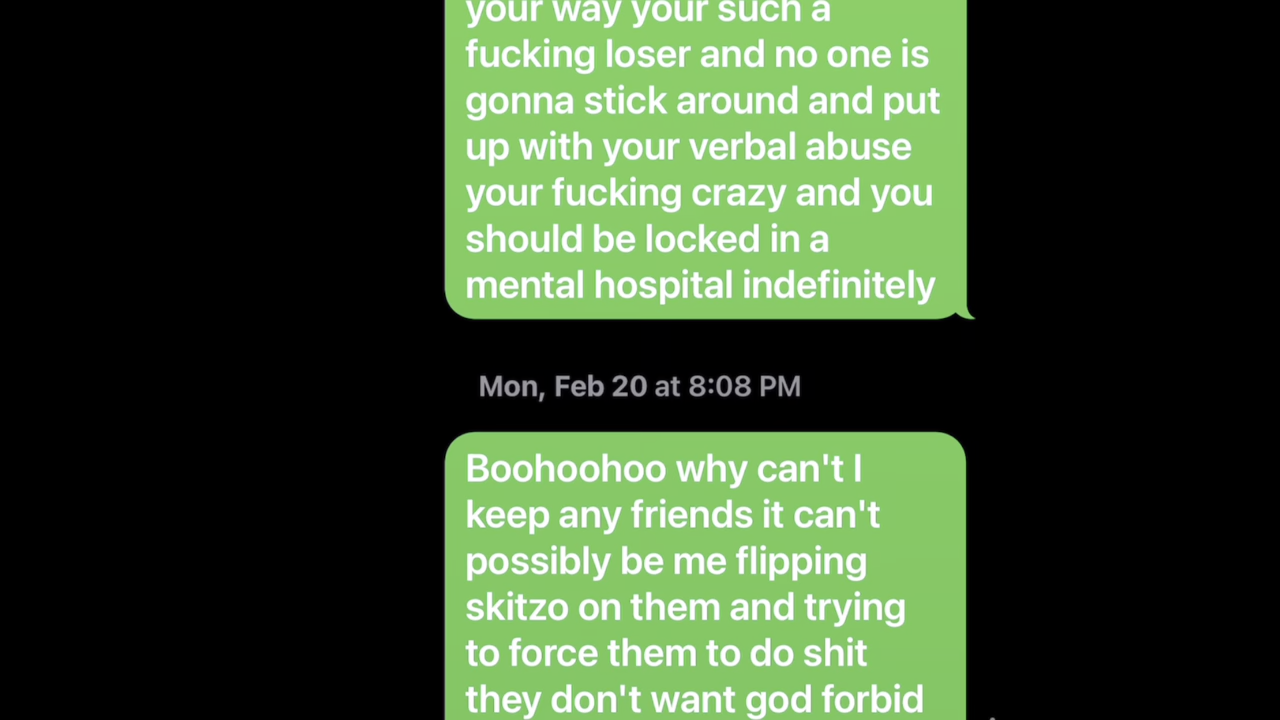 your way your such a
fucking loser and no one is
gonna stick around and put
up with your verbal abuse
your fucking crazy and you
should be locked in a
mental hospital indefinitely
Mon, Feb 20 at 8:08 PM
Boohoohoo why can't I
keep any friends it can't
possibly be me flipping
skitzo on them and trying
to force them to do shit
they don't want god forbid